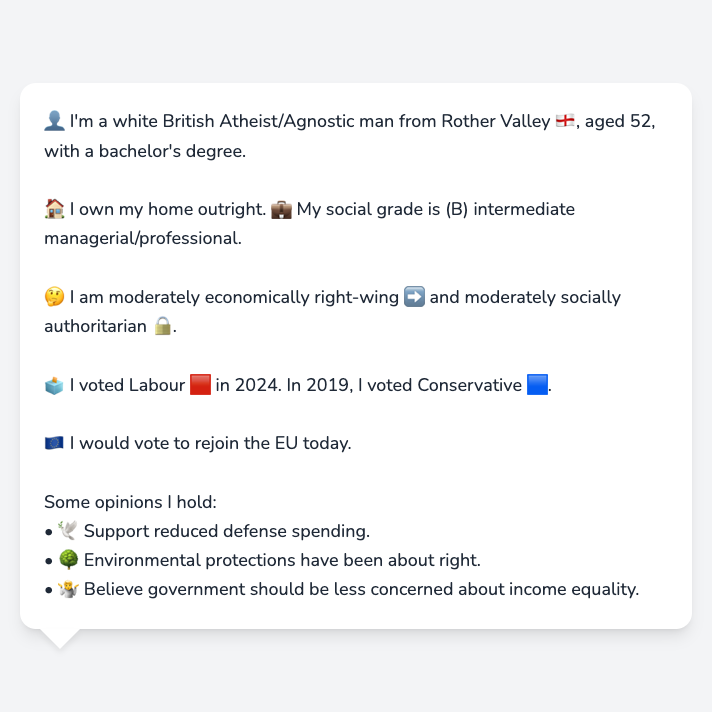 👤 I'm a white British Atheist/Agnostic man from Rother Valley 🏴󠁧󠁢󠁥󠁮󠁧󠁿, aged 52,
with a bachelor's degree.
🏠 I own my home outright. 💼 My social grade is (B) intermediate
managerial/professional.
🤔 I am moderately economically right-wing ➡️ and moderately socially
authoritarian 🔒.
🗳️ I voted Labour 🟥 in 2024. In 2019, I voted Conservative 🟦.
🇪🇺 I would vote to rejoin the EU today.
Some opinions I hold:
• 🕊️ Support reduced defense spending.
• 🌳 Environmental protections have been about right.
• 🤷 Believe government should be less concerned about income equality.